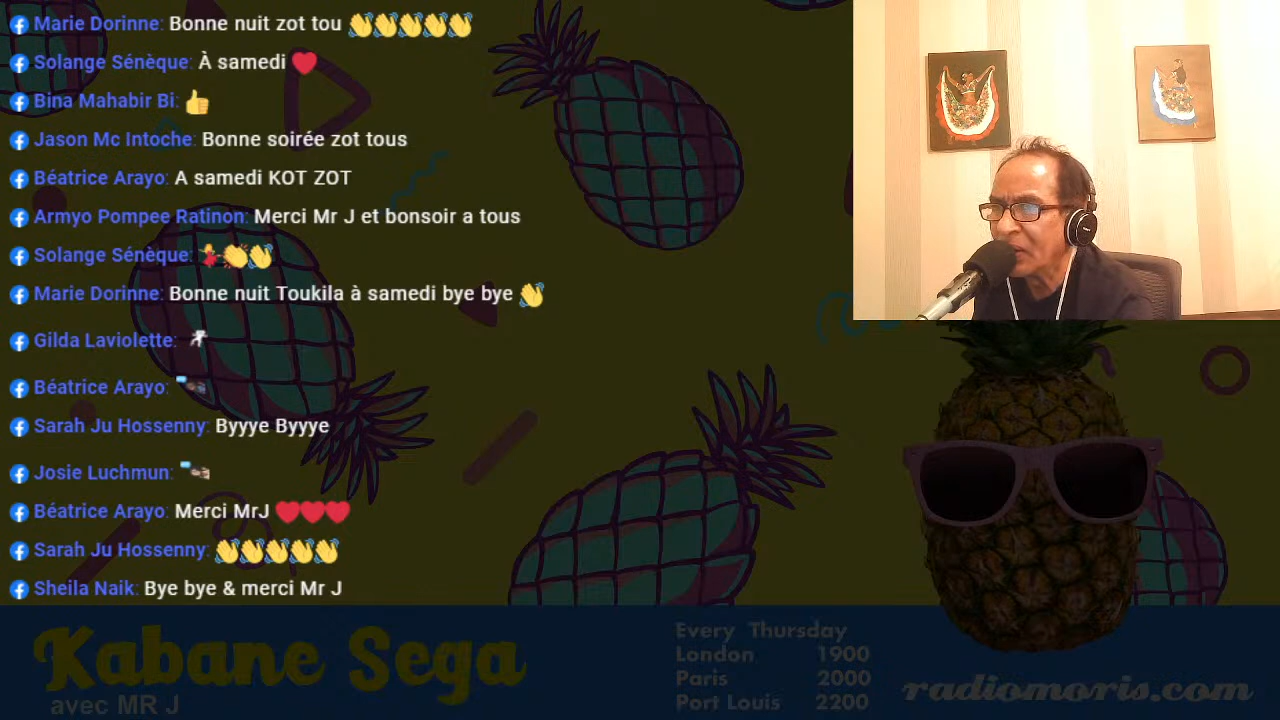 Marie Dorinne: Bonne nuit zot tou 👋👋👋👋👋
Solange Sénèque: À samedi ❤️
Bina Mahabir Bi: 👍
Jason Mc Intoche: Bonne soirée zot tous
Béatrice Arayo: A samedi KOT ZOT
Armyo Pompee Ratinon: Merci Mr J et bonsoir a tous
Solange Sénèque: 💃👏👋
Marie Dorinne: Bonne nuit Toukila à samedi bye bye 👋
Gilda Laviolette:
Béatrice Arayo:
Sarah Ju Hossenny: Byyye Byyye
Josie Luchmun:
Béatrice Arayo: Merci MrJ ❤️❤️❤️
Sarah Ju Hossenny: 👋👋👋👋👋
Sheila Naik: Bye bye & merci Mr J
Kabane Sega
avec MR J
Every Thursday
London 1900
Paris 2000
Port Louis 2200
radiomoris.com